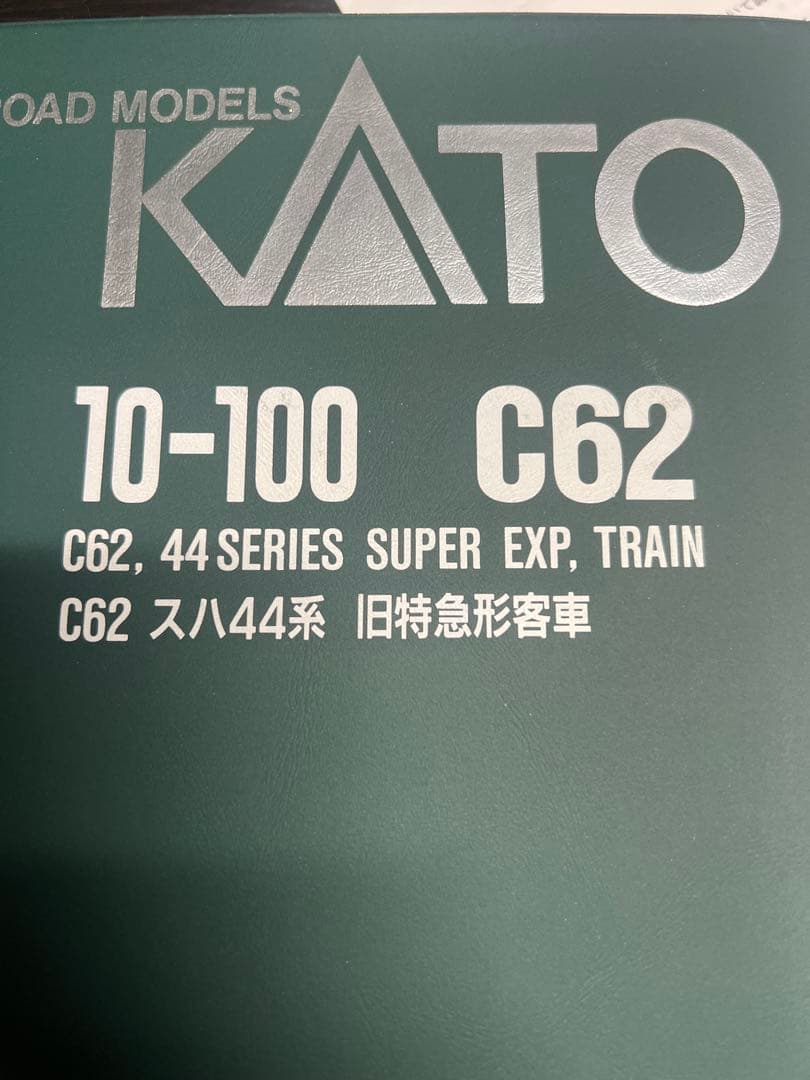 MODELS
KATO
10-100 C62
C62, 44 SERIES SUPER EXP, TRAIN
C62 スハ44系 旧特急形客車